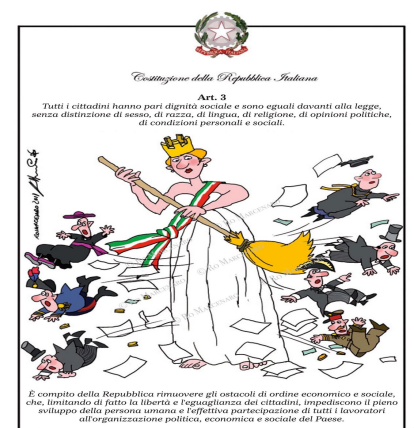 Costituzione della Repubblica Italiana
Art. 3
Tutti i cittadini hanno pari dignità sociale e sono eguali davanti alla legge,
senza distinzione di sesso, di razza, di lingua, di religione, di opinioni politiche,
di condizioni personali e sociali.
È compito della Repubblica rimuovere gli ostacoli di ordine economico e sociale,
che, limitando di fatto la libertà e l'eguaglianza dei cittadini, impediscono il pieno
sviluppo della persona umana e l'effettiva partecipazione di tutti i lavoratori
all'organizzazione politica, economica e sociale del Paese.